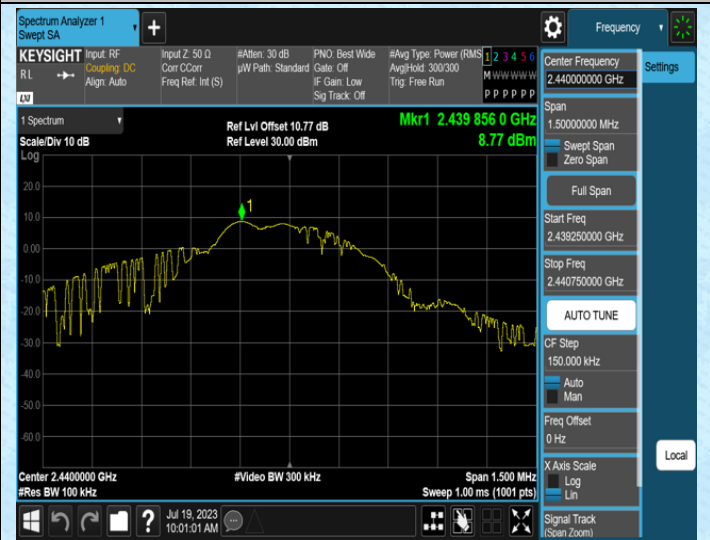 Spectrum Analyzer 1
Swept SA
+
Frequency
KEYSIGHT
RL
LXI
Input: RF
Coupling: DC
Align: Auto
Input Z: 50 Ω
Corr CCorr
Freq Ref: Int (S)
#Atten: 30 dB
µW Path: Standard
PNO: Best Wide
Gate: Off
IF Gain: Low
Sig Track: Off
#Avg Type: Power (RMS
Avg|Hold: 300/300
Trig: Free Run
1 2 3 4 5 6
M W W W W W
P P P P P P
1 Spectrum
Scale/Div 10 dB
Log
Ref Lvl Offset 10.77 dB
Ref Level 30.00 dBm
Mkr1 2.439 856 0 GHz
8.77 dBm
20.0
10.0
0.00
-10.0
-20.0
-30.0
-40.0
-50.0
-60.0
1
Center 2.4400000 GHz
#Res BW 100 kHz
#Video BW 300 kHz
Span 1.500 MHz
Sweep 1.00 ms (1001 pts)
Jul 19, 2023
10:01:01 AM
?
Center Frequency
2.440000000 GHz
Span
1.50000000 MHz
Swept Span
Zero Span
Full Span
Start Freq
2.439250000 GHz
Stop Freq
2.440750000 GHz
AUTO TUNE
CF Step
150.000 kHz
Auto
Man
Freq Offset
0 Hz
X Axis Scale
Log
Lin
Signal Track
(Span Zoom)
Settings
Local